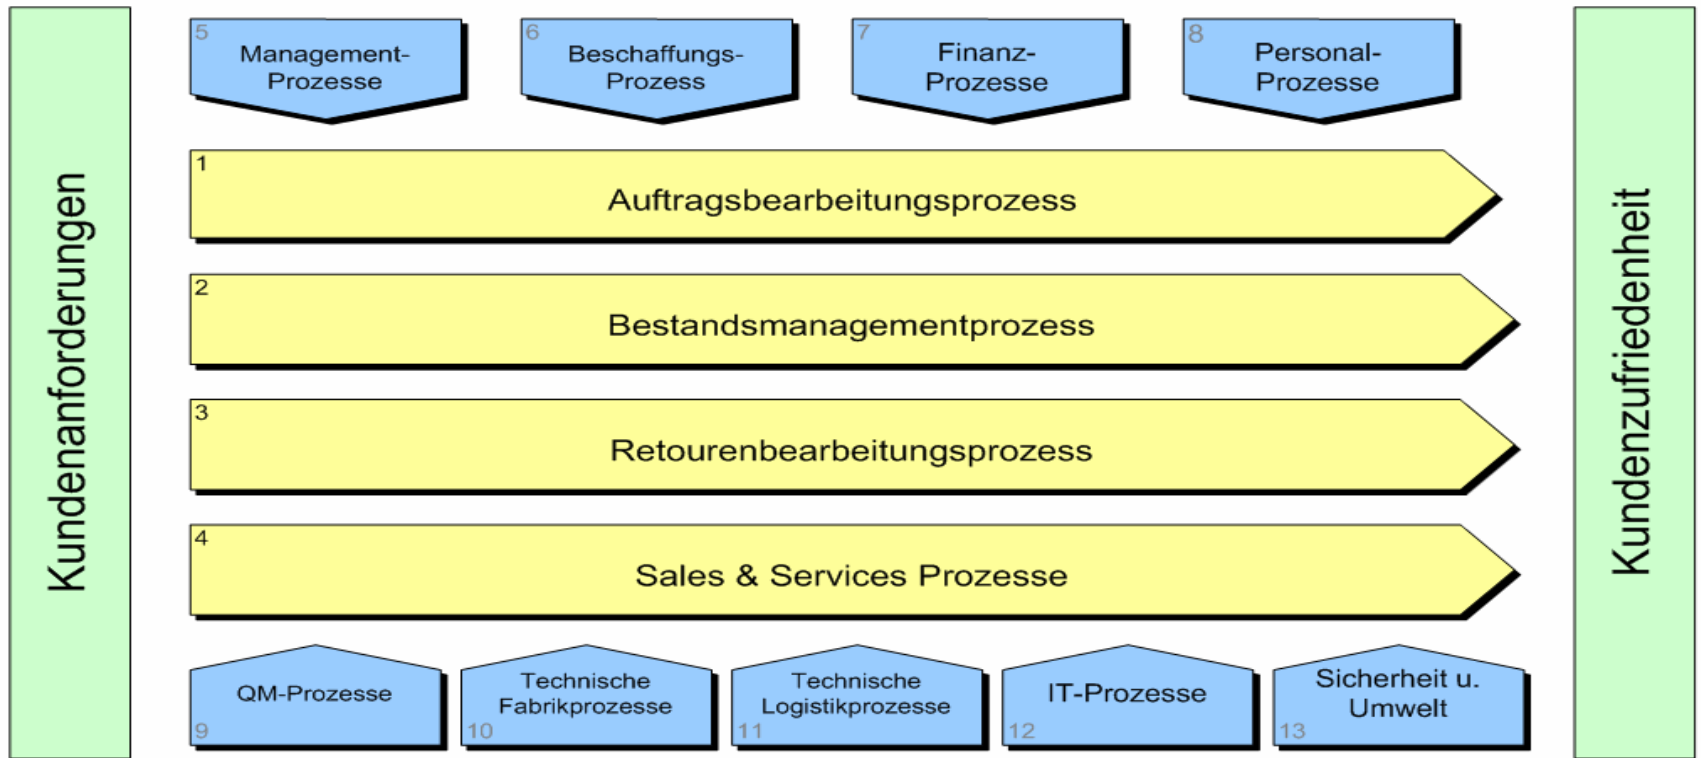 Kundenanforderungen
5
Management-
Prozesse
6
Beschaffungs-
Prozess
7
Finanz-
Prozesse
8
Personal-
Prozesse
1
Auftragsbearbeitungsprozess
2
Bestandsmanagementprozess
3
Retourenbearbeitungsprozess
4
Sales & Services Prozesse
QM-Prozesse
9
Technische
Fabrikprozesse
10
Technische
Logistikprozesse
11
IT-Prozesse
12
Sicherheit u.
Umwelt
13
Kundenzufriedenheit